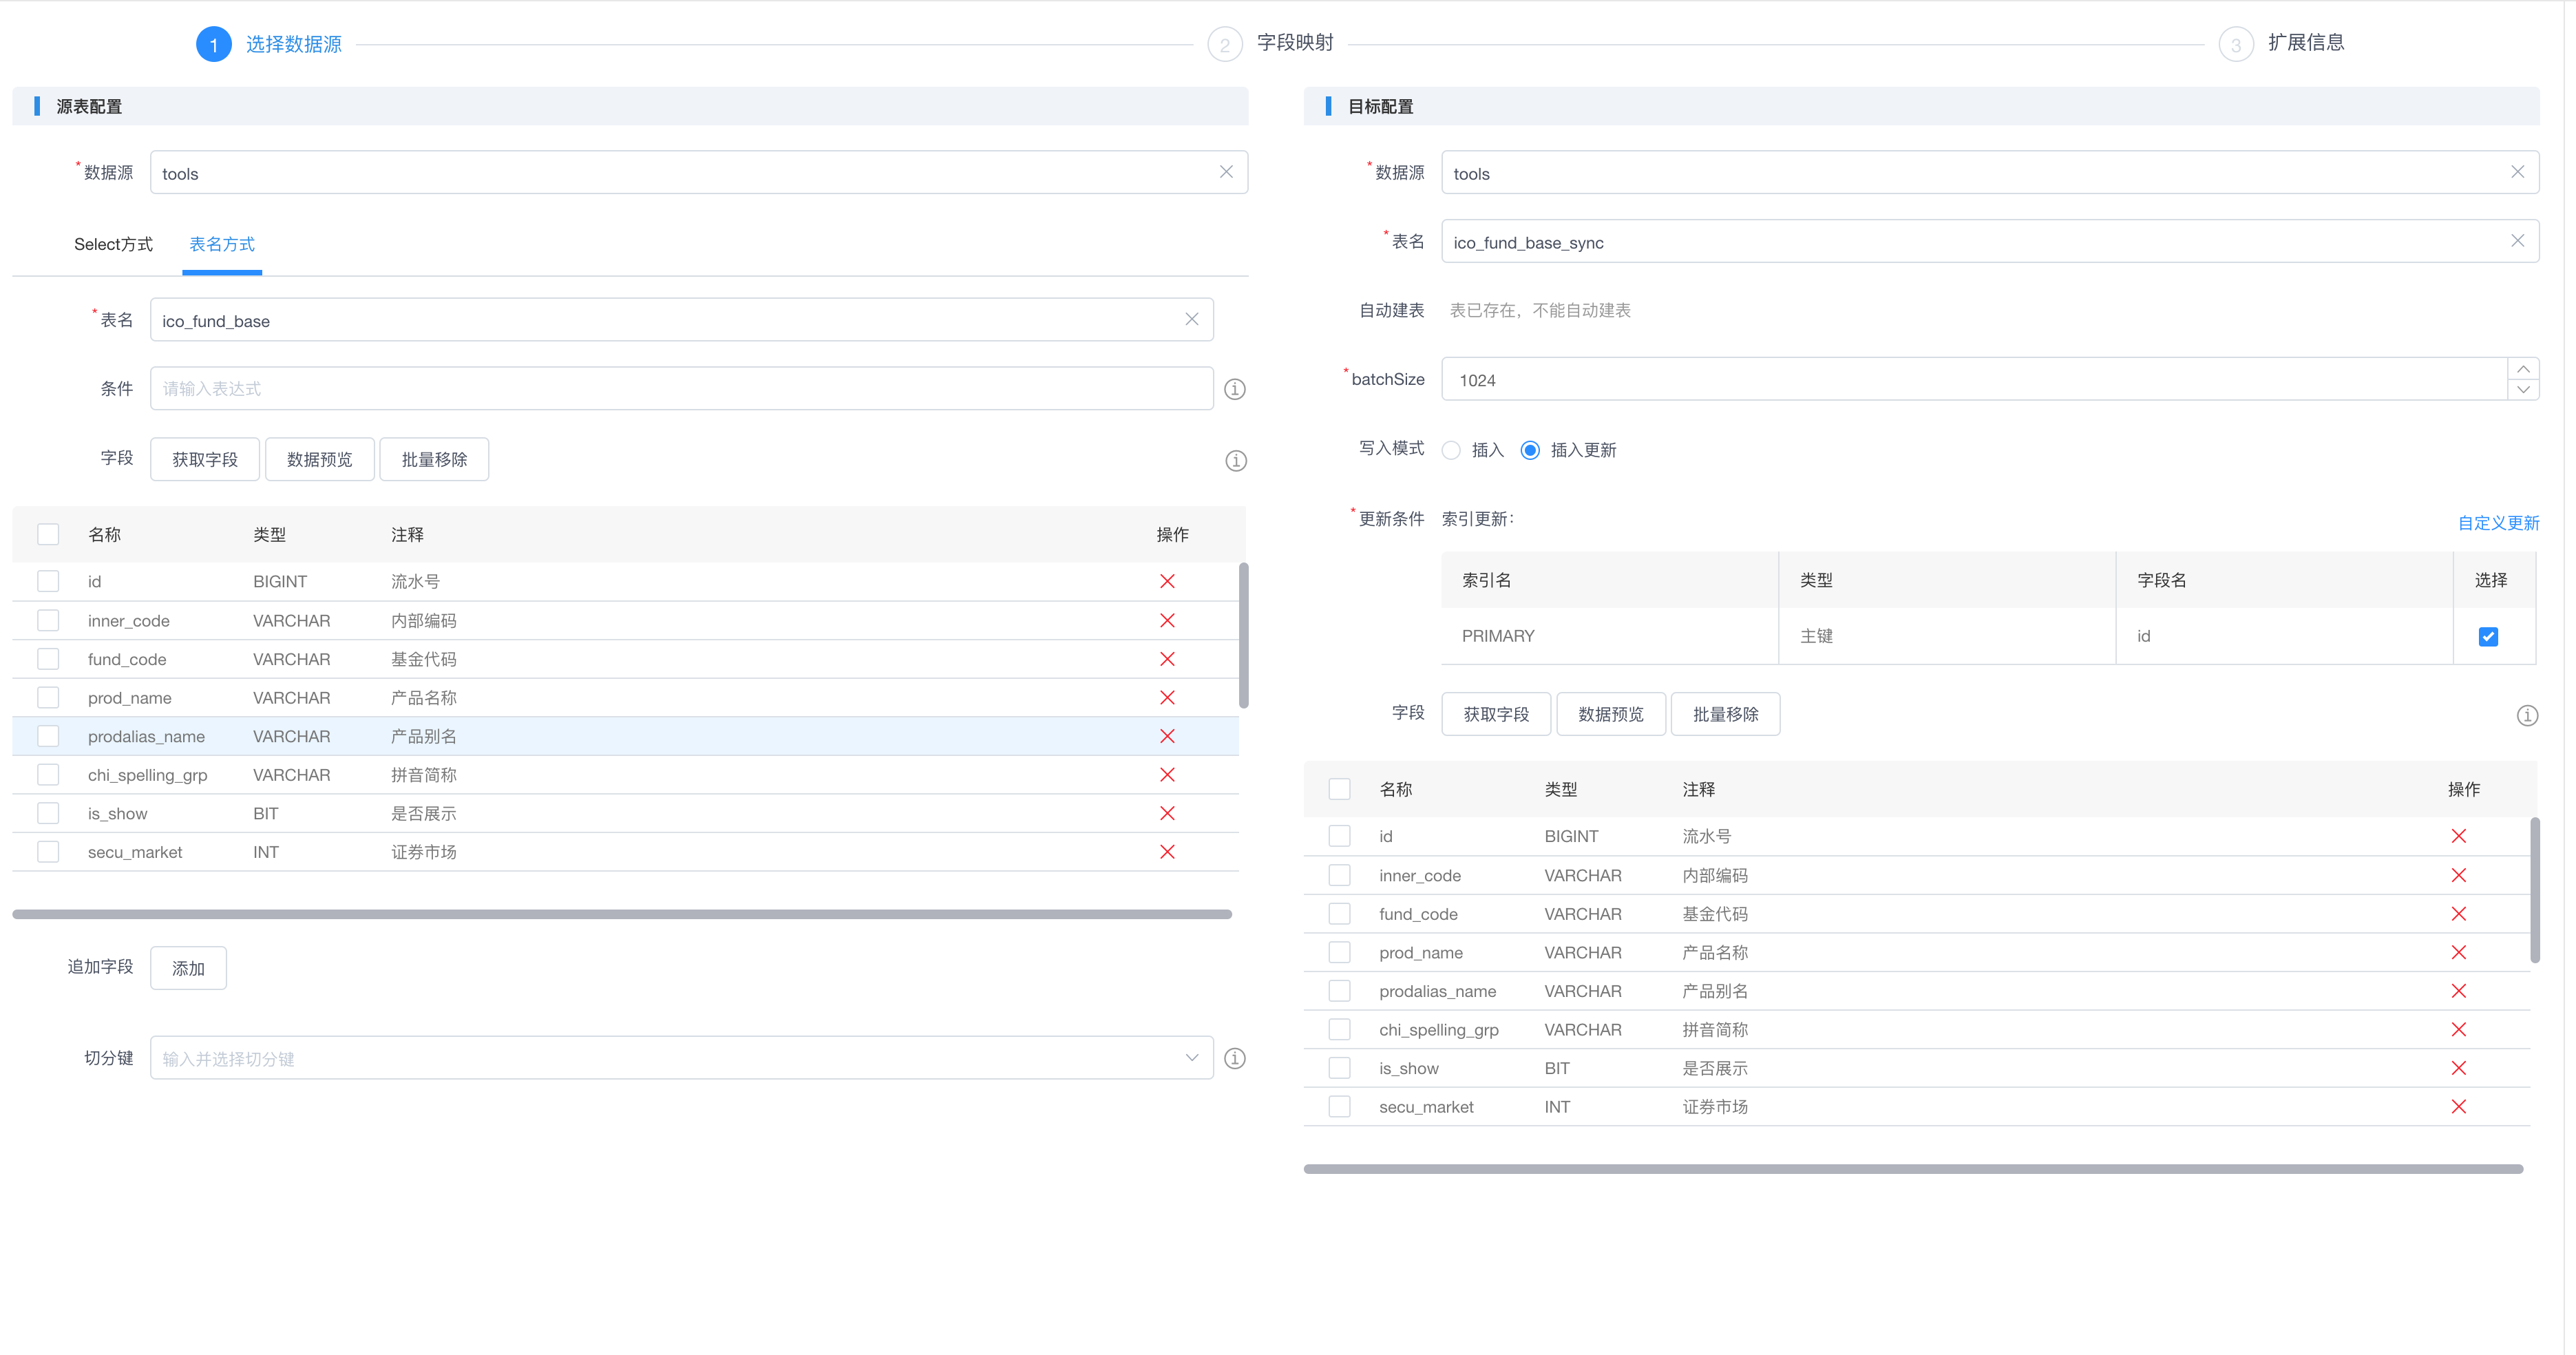 1 选择数据源
2 字段映射
3 扩展信息
源表配置
* 数据源 tools
Select方式 表名方式
* 表名 ico_fund_base
条件 请输入表达式
字段 获取字段 数据预览 批量移除
名称 类型 注释 操作
id BIGINT 流水号
inner_code VARCHAR 内部编码
fund_code VARCHAR 基金代码
prod_name VARCHAR 产品名称
prodalias_name VARCHAR 产品别名
chi_spelling_grp VARCHAR 拼音简称
is_show BIT 是否展示
secu_market INT 证券市场
追加字段 添加
切分键 输入并选择切分键
目标配置
* 数据源 tools
* 表名 ico_fund_base_sync
自动建表 表已存在，不能自动建表
* batchSize 1024
写入模式 插入 插入更新
* 更新条件 索引更新： 自定义更新
索引名 类型 字段名 选择
PRIMARY 主键 id
字段 获取字段 数据预览 批量移除
名称 类型 注释 操作
id BIGINT 流水号
inner_code VARCHAR 内部编码
fund_code VARCHAR 基金代码
prod_name VARCHAR 产品名称
prodalias_name VARCHAR 产品别名
chi_spelling_grp VARCHAR 拼音简称
is_show BIT 是否展示
secu_market INT 证券市场